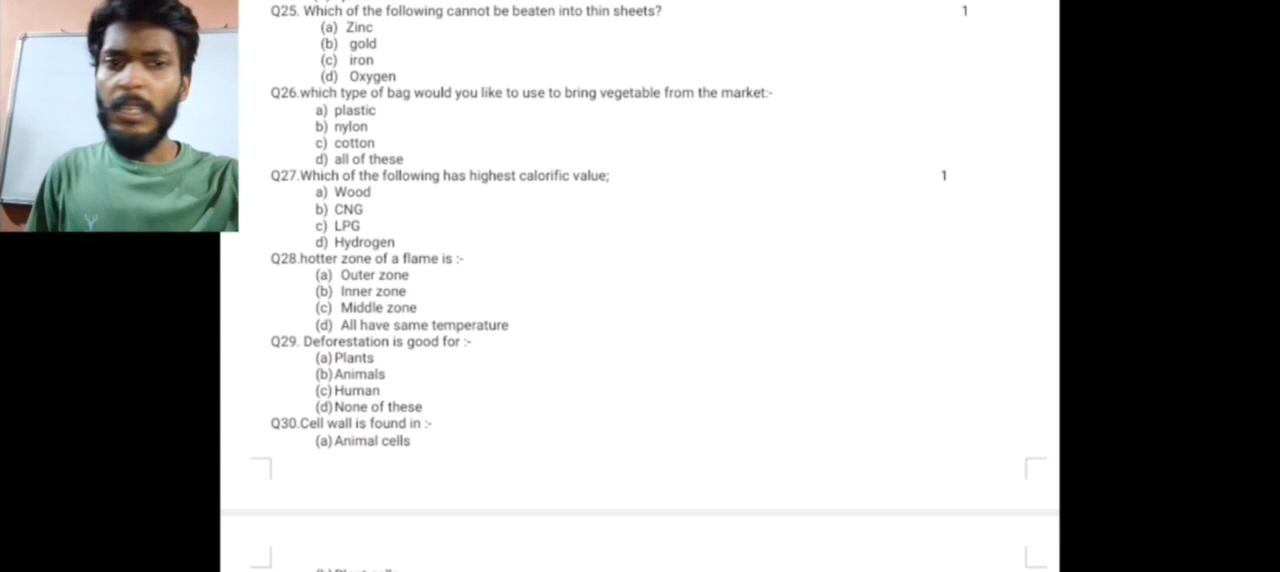 Q25. Which of the following cannot be beaten into thin sheets? 1
(a) Zinc
(b) gold
(c) iron
(d) Oxygen
Q26.which type of bag would you like to use to bring vegetable from the market:-
a) plastic
b) nylon
c) cotton
d) all of these
Q27.Which of the following has highest calorific value; 1
a) Wood
b) CNG
c) LPG
d) Hydrogen
Q28.hotter zone of a flame is :-
(a) Outer zone
(b) Inner zone
(c) Middle zone
(d) All have same temperature
Q29. Deforestation is good for :-
(a) Plants
(b) Animals
(c) Human
(d) None of these
Q30.Cell wall is found in :-
(a) Animal cells